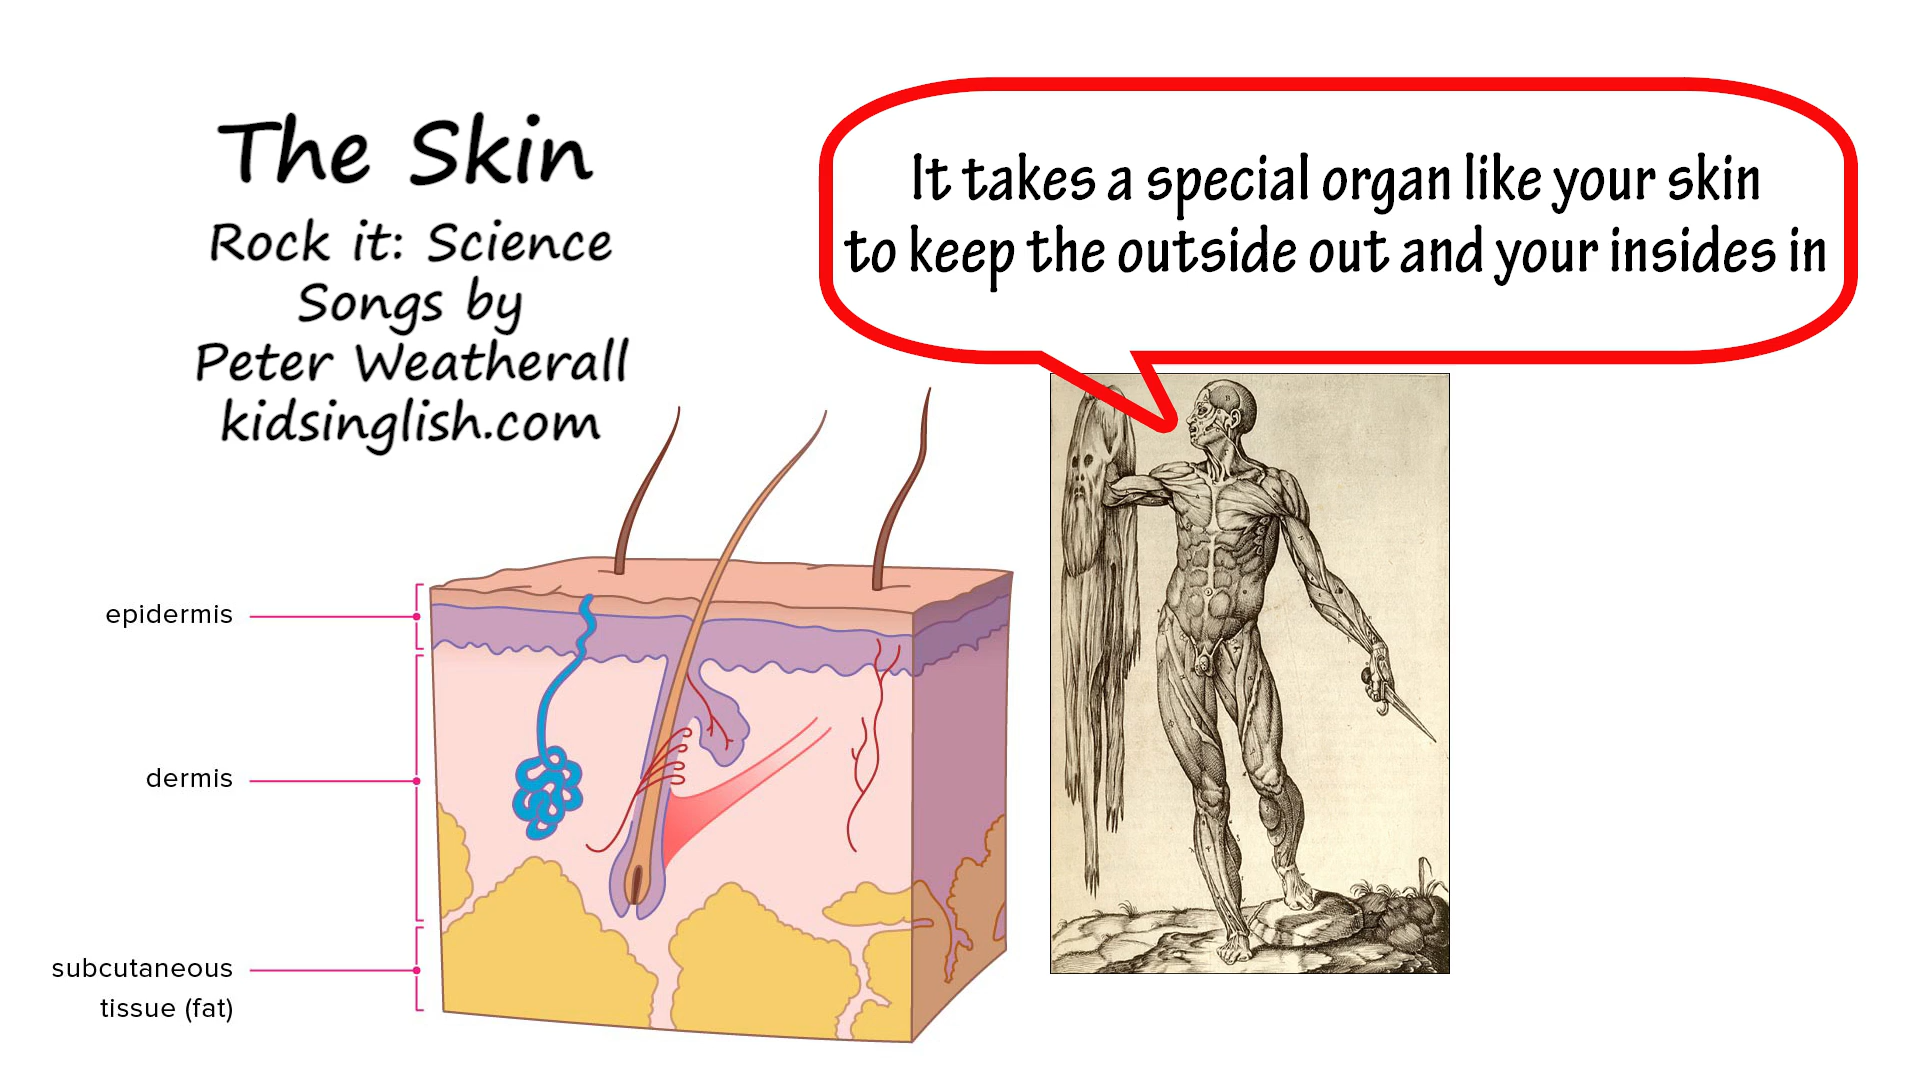 The Skin
Rock it: Science
Songs by
Peter Weatherall
kidsinglish.com
It takes a special organ like your skin
to keep the outside out and your insides in
epidermis
dermis
subcutaneous
tissue (fat)